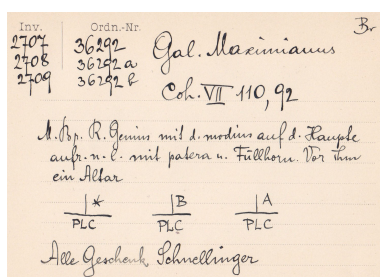 Inv. Ordn.-Nr. Br
2707 36292 Gal. Maximianus
2708 36292 a
2709 36292 b Coh. VII 110, 92
M. Bp. R. Genius mit d. modius auf d. Haupte
aufr. n. l. mit patera u. Füllhorn. Vor ihm
ein Altar
* B A
PLC PLC PLC
Alle Geschenk Schnellinger